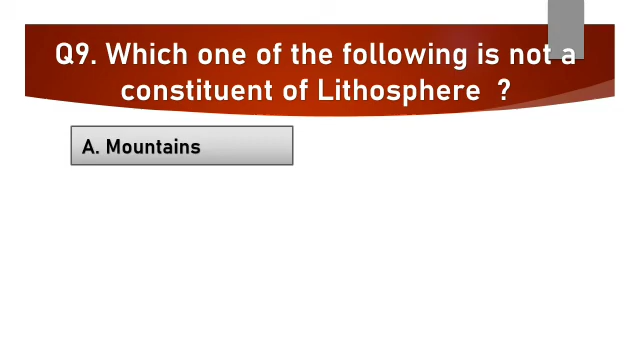 Q9. Which one of the following is not a
constituent of Lithosphere ?
A. Mountains